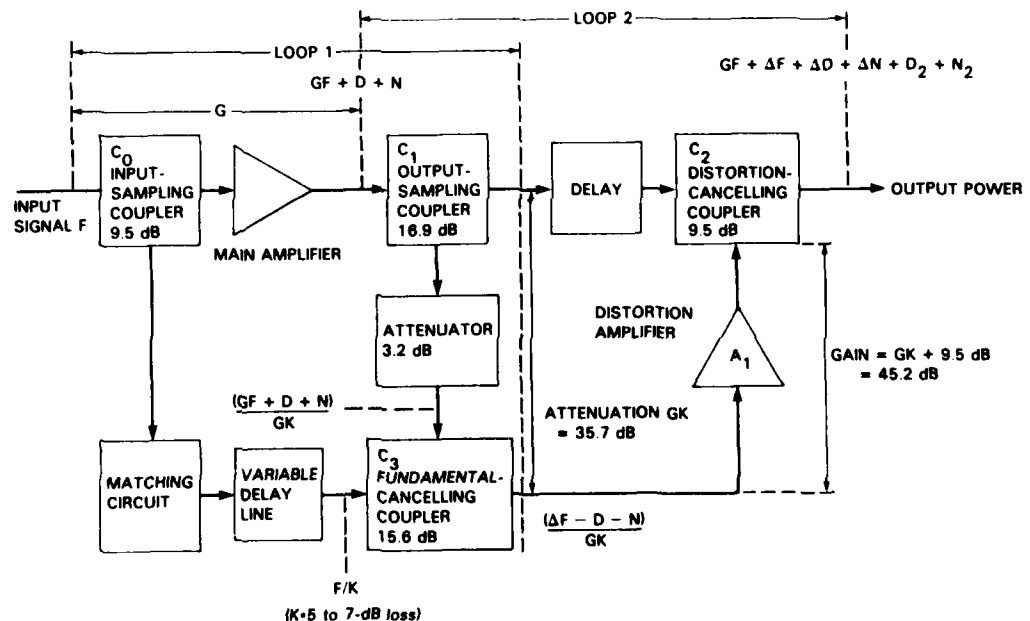 LOOP 2
LOOP 1
GF + D + N
GF + ΔF + ΔD + ΔN + D₂ + N₂
G
INPUT
SIGNAL F
C₀
INPUT-
SAMPLING
COUPLER
9.5 dB
MAIN AMPLIFIER
C₁
OUTPUT-
SAMPLING
COUPLER
16.9 dB
DELAY
C₂
DISTORTION-
CANCELLING
COUPLER
9.5 dB
OUTPUT POWER
ATTENUATOR
3.2 dB
DISTORTION
AMPLIFIER
A₁
GAIN = GK + 9.5 dB
= 45.2 dB
(GF + D + N)
GK
ATTENUATION GK
= 35.7 dB
MATCHING
CIRCUIT
VARIABLE
DELAY
LINE
C₃
FUNDAMENTAL-
CANCELLING
COUPLER
15.6 dB
(ΔF − D − N)
GK
F/K
(K•5 to 7-dB loss)